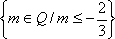 {m ∈ Q / m ≤ -2/3}